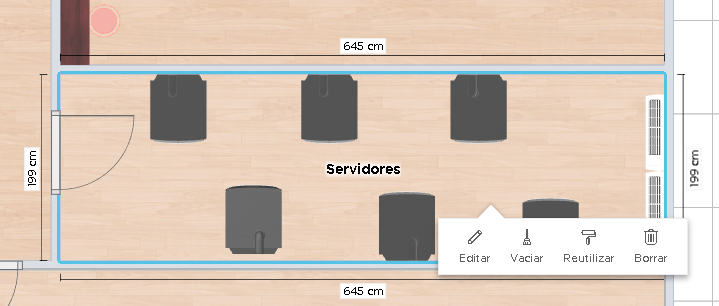 645 cm
199 cm
Servidores
199 cm
Editar
Vaciar
Reutilizar
Borrar
645 cm